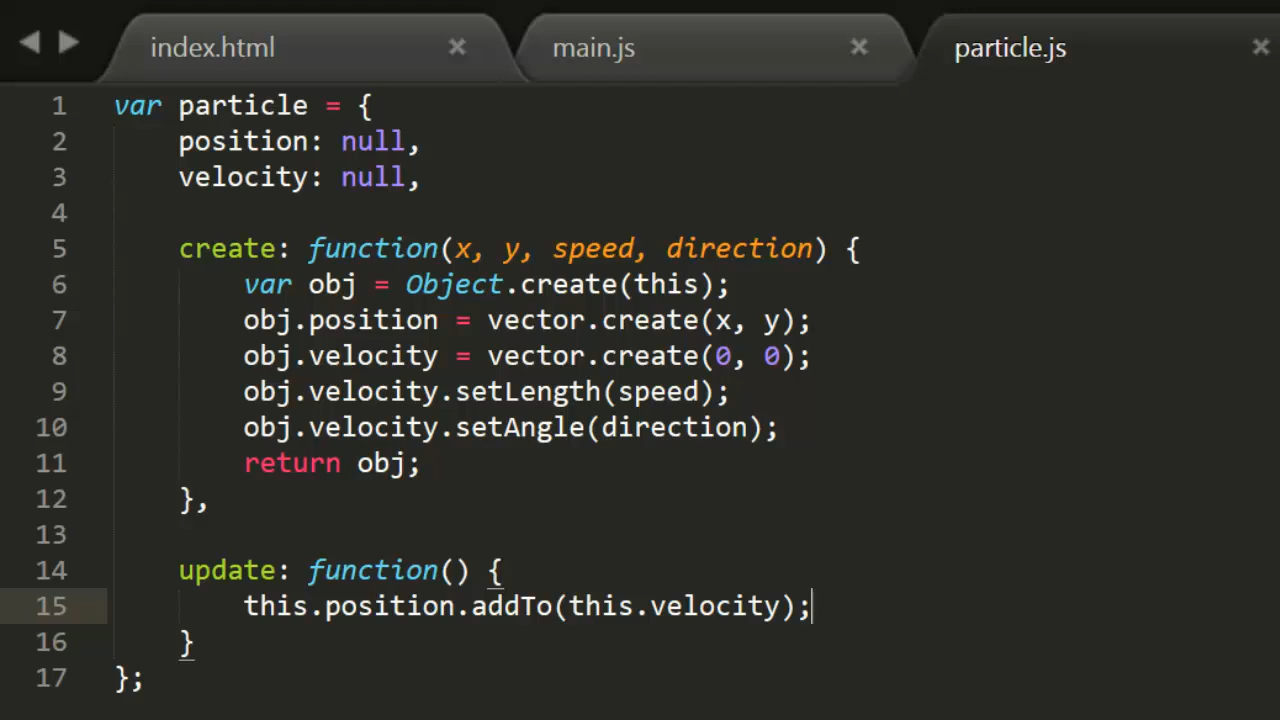 index.html × main.js × particle.js ×
1 var particle = {
2 position: null,
3 velocity: null,
4
5 create: function(x, y, speed, direction) {
6 var obj = Object.create(this);
7 obj.position = vector.create(x, y);
8 obj.velocity = vector.create(0, 0);
9 obj.velocity.setLength(speed);
10 obj.velocity.setAngle(direction);
11 return obj;
12 },
13
14 update: function() {
15 this.position.addTo(this.velocity);
16 }
17 };